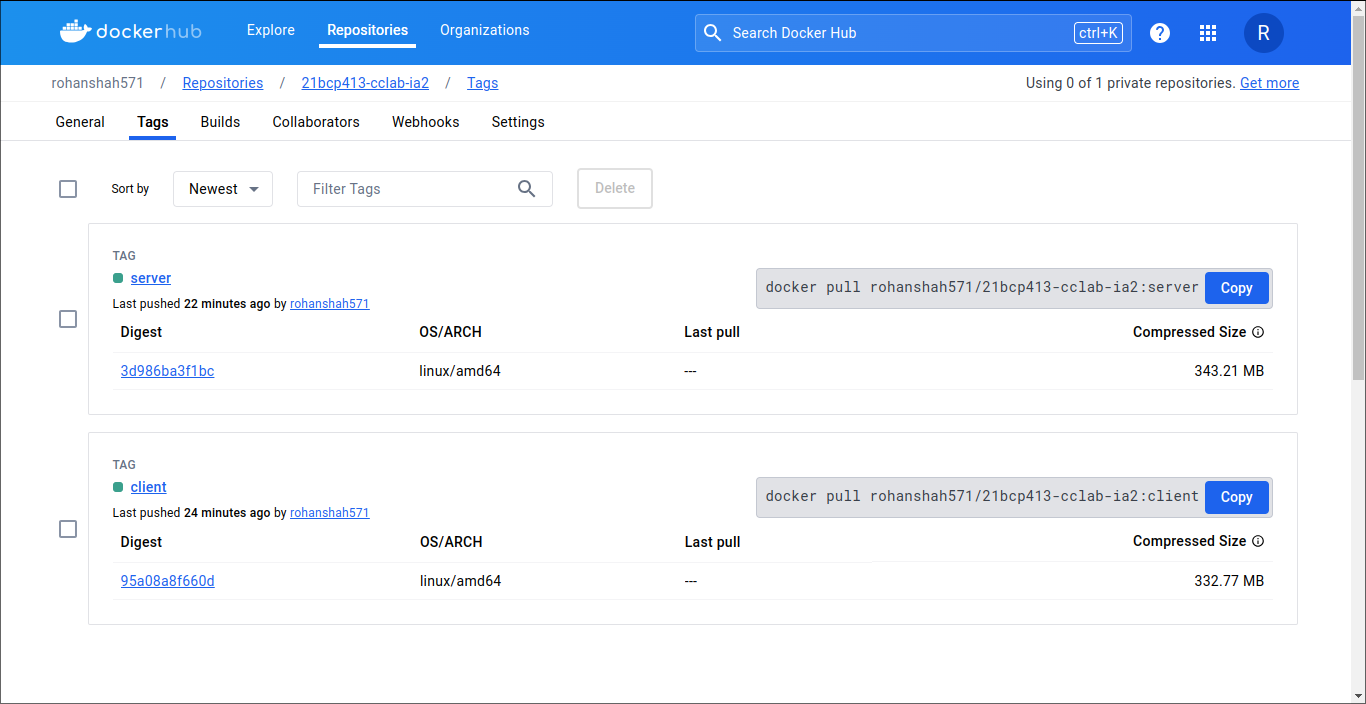 dockerhub Explore Repositories Organizations Search Docker Hub ctrl+K ? R
rohanshah571 / Repositories / 21bcp413-cclab-ia2 / Tags Using 0 of 1 private repositories. Get more
General Tags Builds Collaborators Webhooks Settings
Sort by Newest Filter Tags Delete
TAG
server
docker pull rohanshah571/21bcp413-cclab-ia2:server Copy
Last pushed 22 minutes ago by rohanshah571
Digest OS/ARCH Last pull Compressed Size
3d986ba3f1bc linux/amd64 --- 343.21 MB
TAG
client
docker pull rohanshah571/21bcp413-cclab-ia2:client Copy
Last pushed 24 minutes ago by rohanshah571
Digest OS/ARCH Last pull Compressed Size
95a08a8f660d linux/amd64 --- 332.77 MB